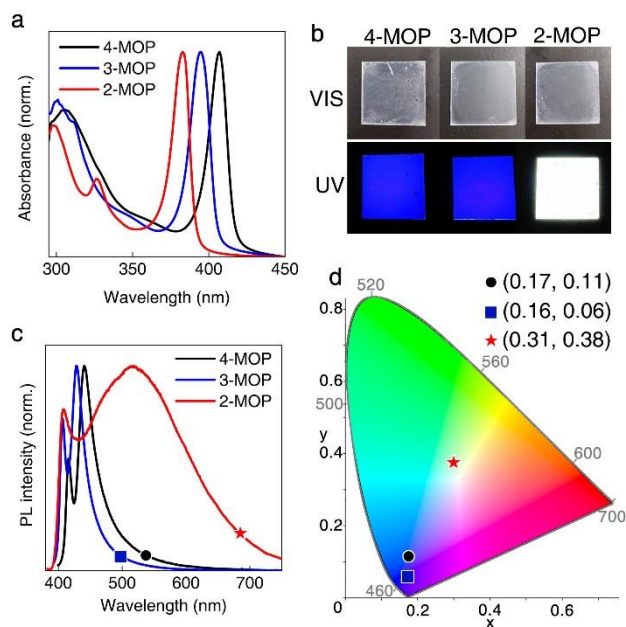 a
4-MOP
3-MOP
2-MOP
Absorbance (norm.)
300 350 400 450
Wavelength (nm)
b
4-MOP 3-MOP 2-MOP
VIS
UV
c
4-MOP
3-MOP
2-MOP
PL intensity (norm.)
400 500 600 700
Wavelength (nm)
d
(0.17, 0.11)
(0.16, 0.06)
(0.31, 0.38)
520
560
500
600
700
460
0.8
0.6
y
0.4
0.2
0
0.2 0.4 0.6
x